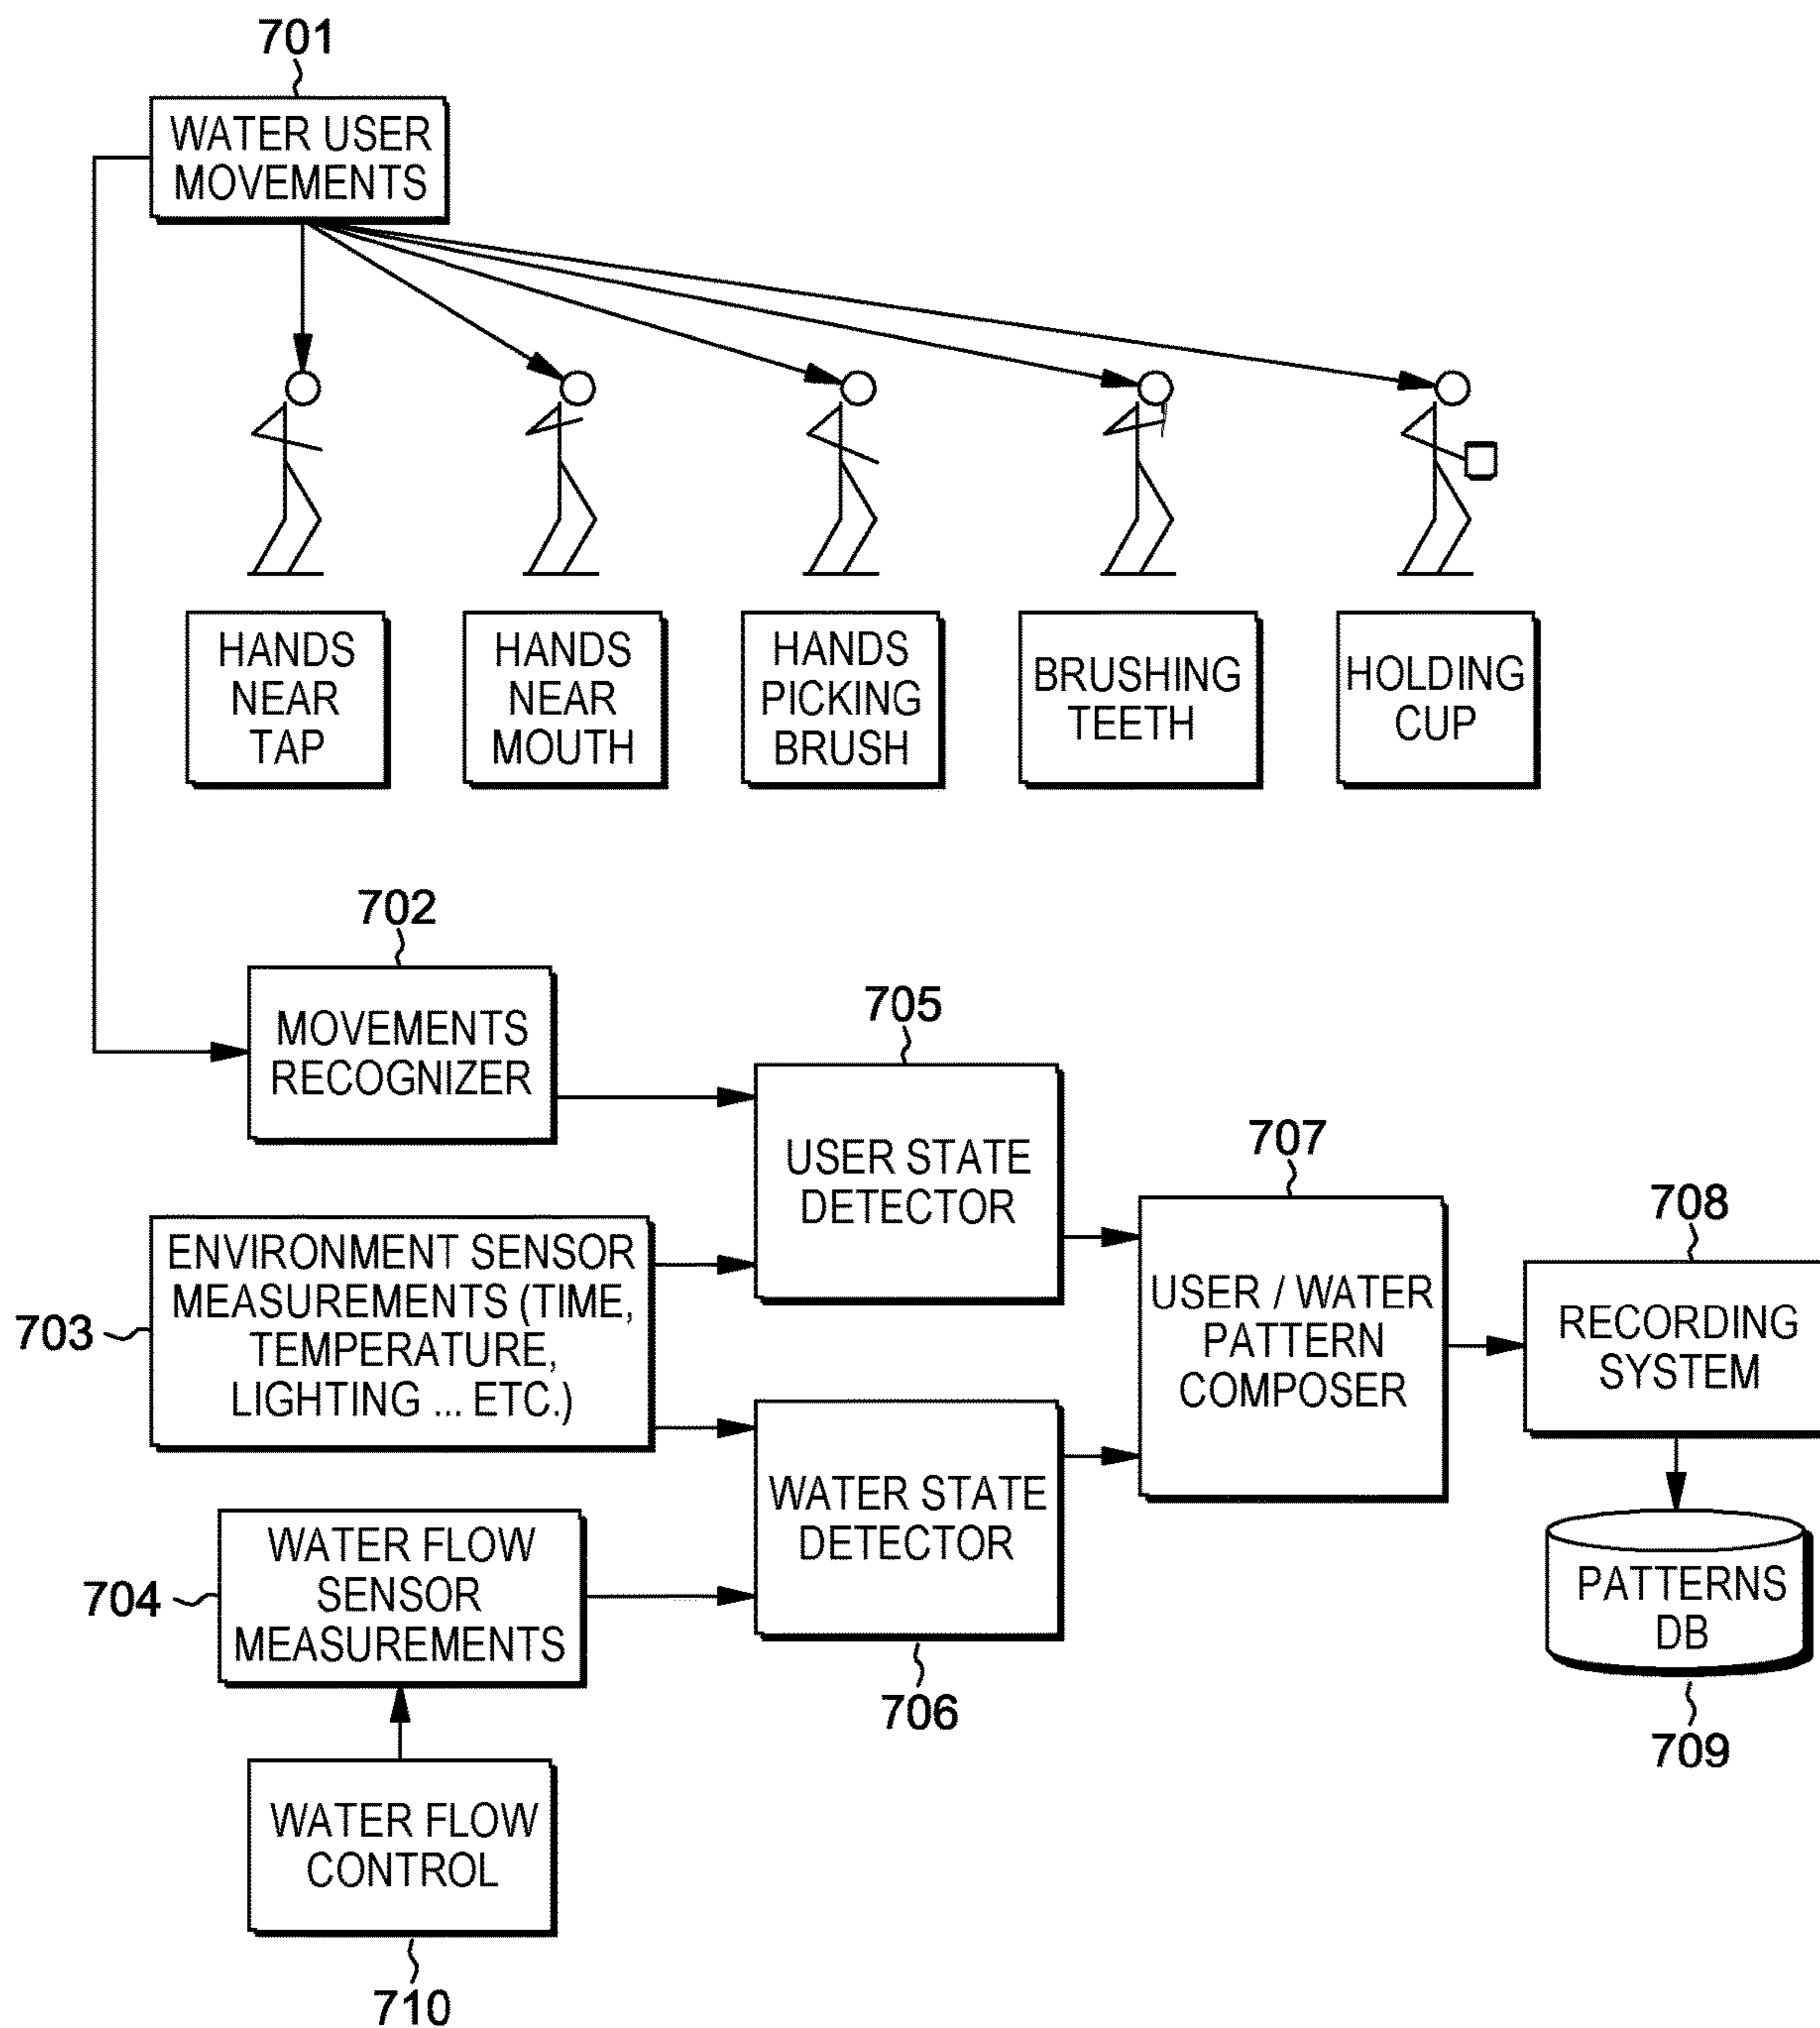 701
WATER USER
MOVEMENTS
HANDS
NEAR
TAP
HANDS
NEAR
MOUTH
HANDS
PICKING
BRUSH
BRUSHING
TEETH
HOLDING
CUP
702
MOVEMENTS
RECOGNIZER
705
USER STATE
DETECTOR
703
ENVIRONMENT SENSOR
MEASUREMENTS (TIME,
TEMPERATURE,
LIGHTING ... ETC.)
707
USER / WATER
PATTERN
COMPOSER
708
RECORDING
SYSTEM
704
WATER FLOW
SENSOR
MEASUREMENTS
WATER STATE
DETECTOR
706
PATTERNS
DB
709
WATER FLOW
CONTROL
710